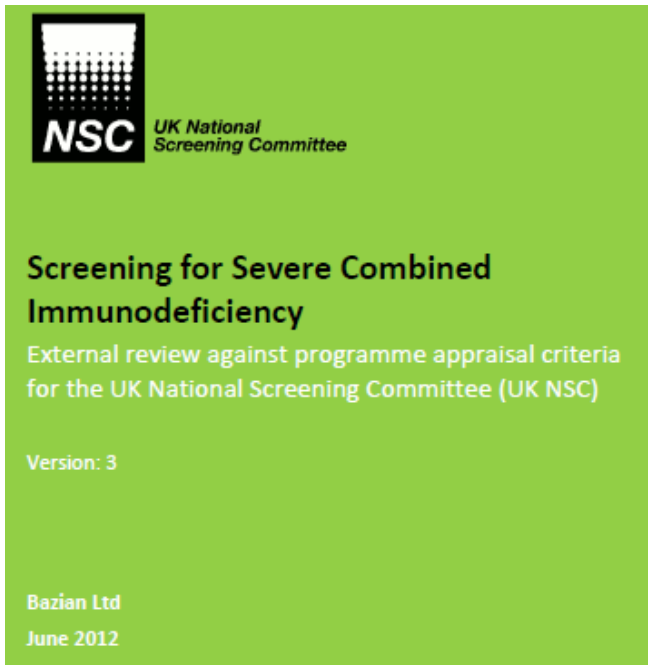 NSC
UK National
Screening Committee
Screening for Severe Combined
Immunodeficiency
External review against programme appraisal criteria
for the UK National Screening Committee (UK NSC)
Version: 3
Bazian Ltd
June 2012